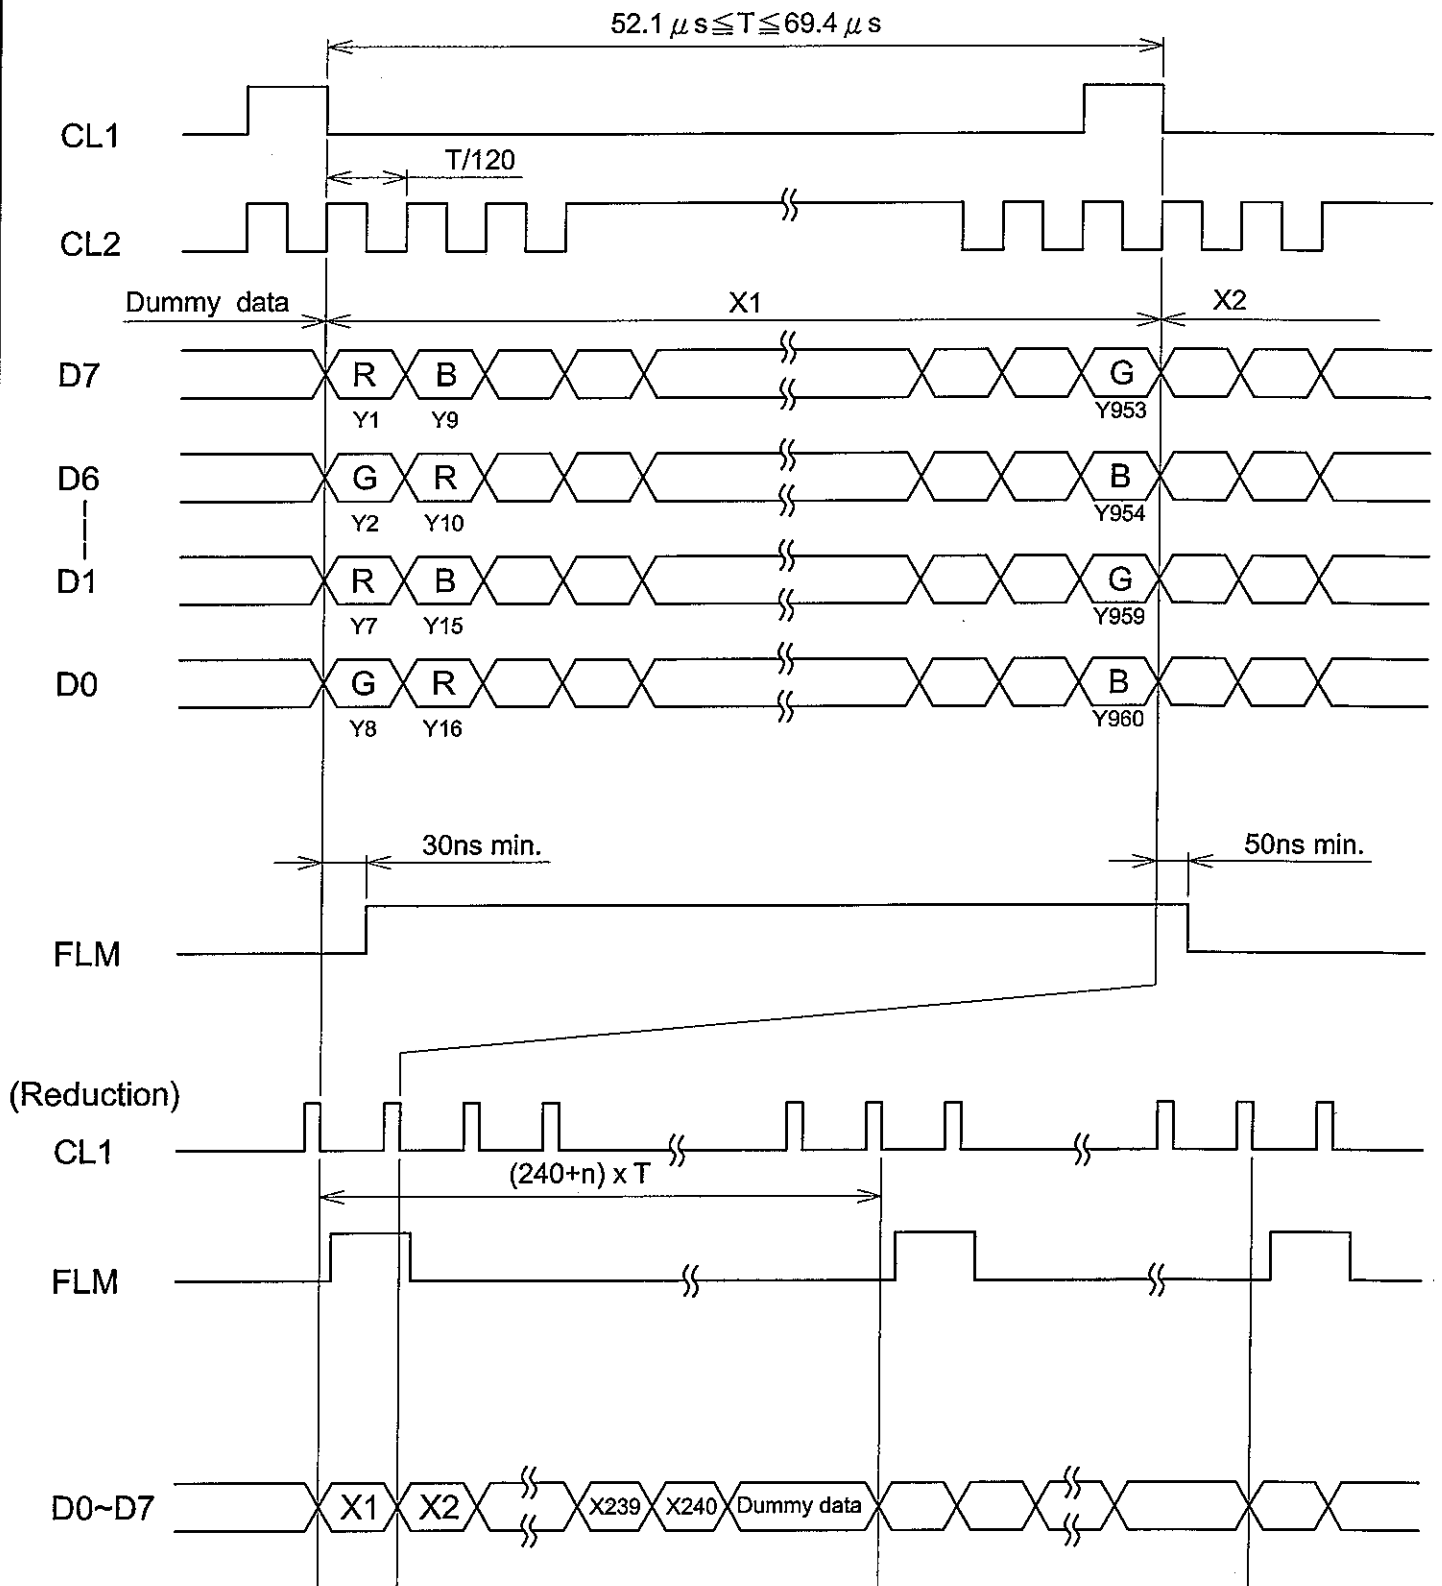 52.1 μs≦T≦69.4 μs
CL1
T/120
CL2
Dummy data X1 X2
D7 R B G
Y1 Y9 Y953
D6 G R B
Y2 Y10 Y954
D1 R B G
Y7 Y15 Y959
D0 G R B
Y8 Y16 Y960
30ns min. 50ns min.
FLM
(Reduction)
CL1
(240+n) x T
FLM
D0~D7 X1 X2 X239 X240 Dummy data